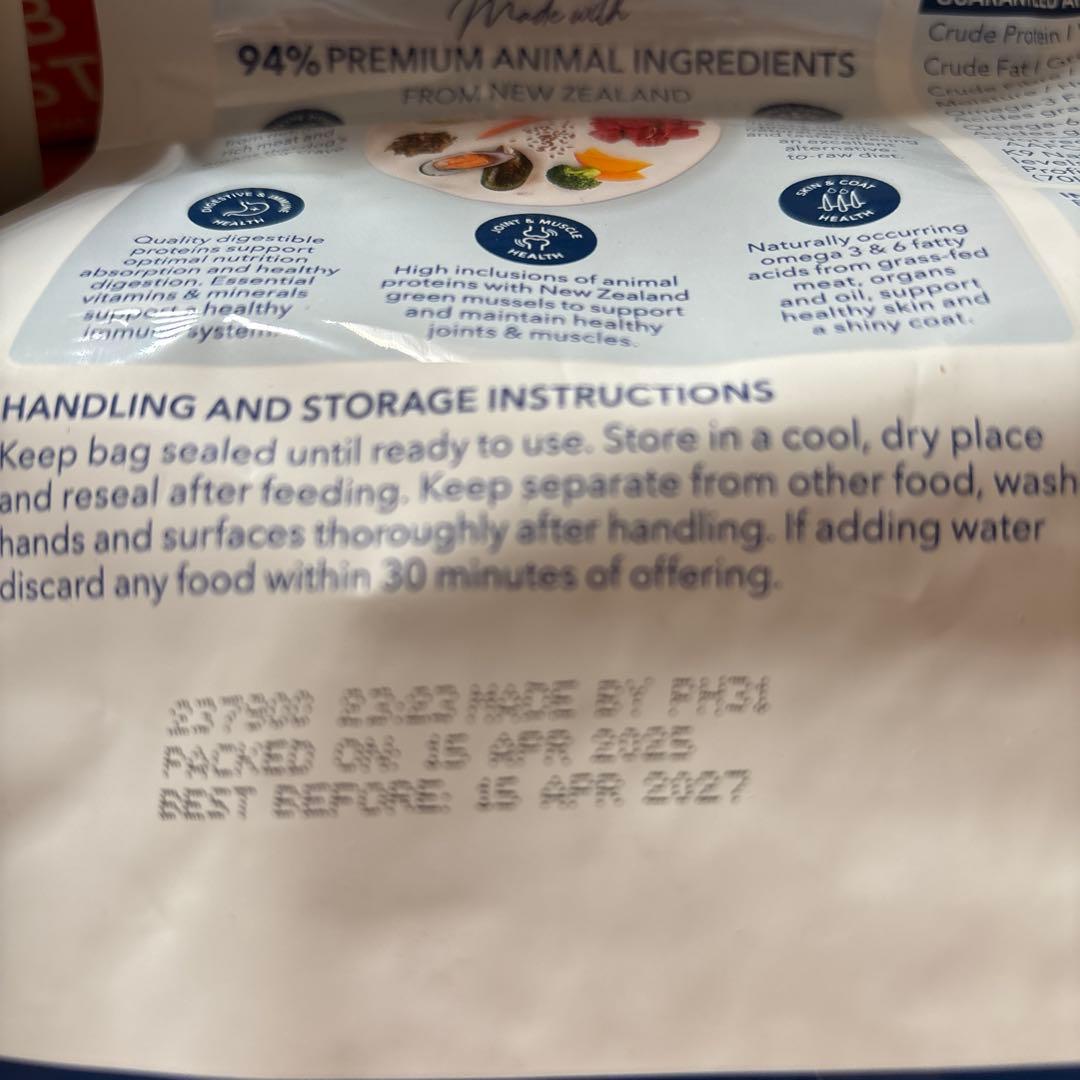 B
ST
Made with
94% PREMIUM ANIMAL INGREDIENTS
FROM NEW ZEALAND
Crude Protein
Crude Fat
an excellent
alternative
to-raw diet.
DIGESTIVE & IMMUNE
HEALTH
Quality digestible
proteins support
optimal nutrition
absorption and healthy
digestion. Essential
vitamins & minerals
support a healthy
immune system.
JOINT & MUSCLE
HEALTH
High inclusions of animal
proteins with New Zealand
green mussels to support
and maintain healthy
joints & muscles.
SKIN & COAT
HEALTH
Naturally occurring
omega 3 & 6 fatty
acids from grass-fed
meat, organs
and oil, support
healthy skin and
a shiny coat.
HANDLING AND STORAGE INSTRUCTIONS
Keep bag sealed until ready to use. Store in a cool, dry place
and reseal after feeding. Keep separate from other food, wash
hands and surfaces thoroughly after handling. If adding water
discard any food within 30 minutes of offering.
MADE BY
PACKED ON: 15 APR 2025
BEST BEFORE: 15 APR 2027